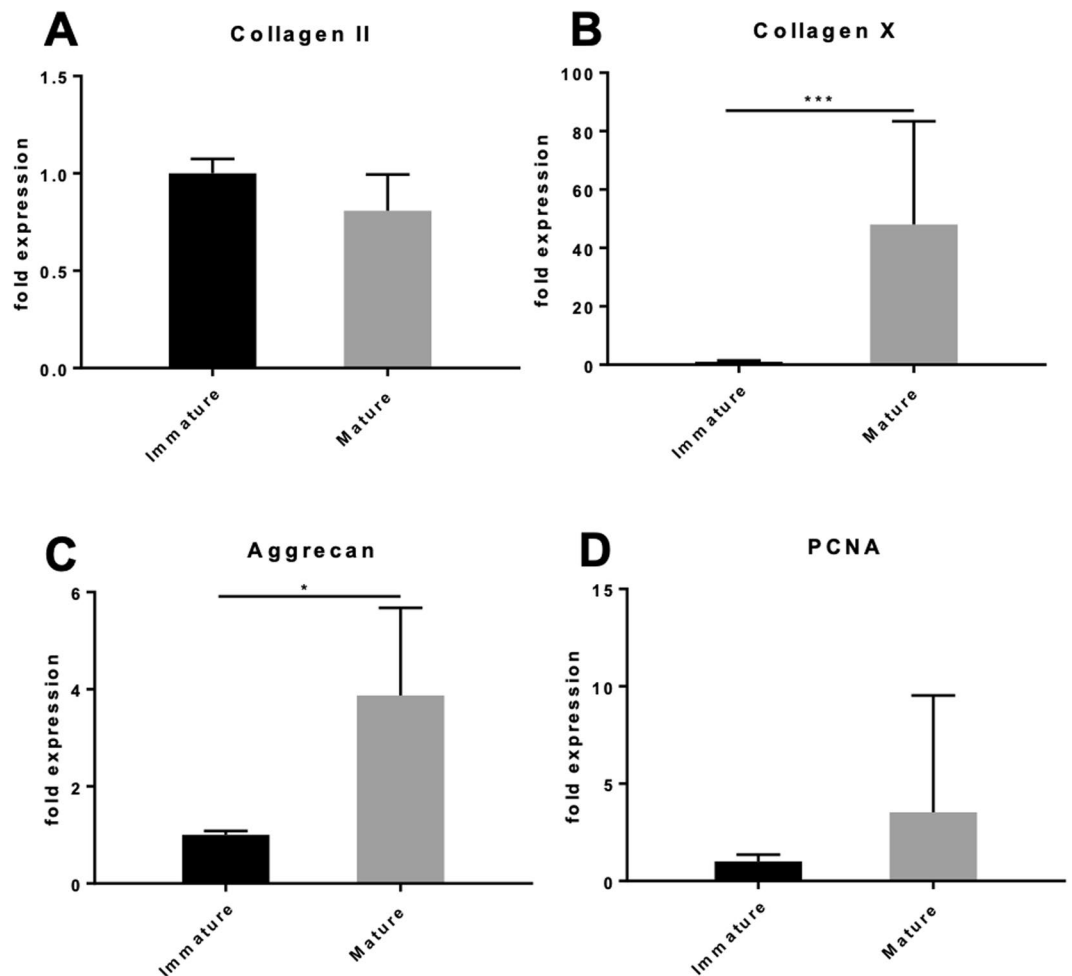 A
Collagen II
fold expression
1.5
1.0
0.5
0.0
Immature
Mature
B
Collagen X
fold expression
100
80
60
40
20
0
***
Immature
Mature
C
Aggrecan
fold expression
6
4
2
0
*
Immature
Mature
D
PCNA
fold expression
15
10
5
0
Immature
Mature